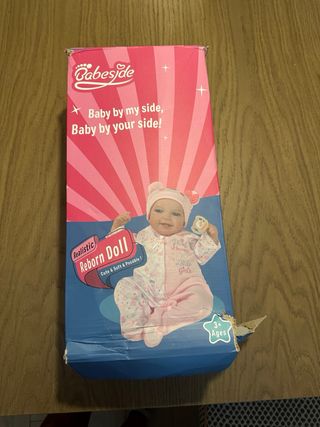 Babeside
Baby by my side,
Baby by your side!
Realistic
Reborn Doll
Cute & Soft & Posable!
3+
Ages